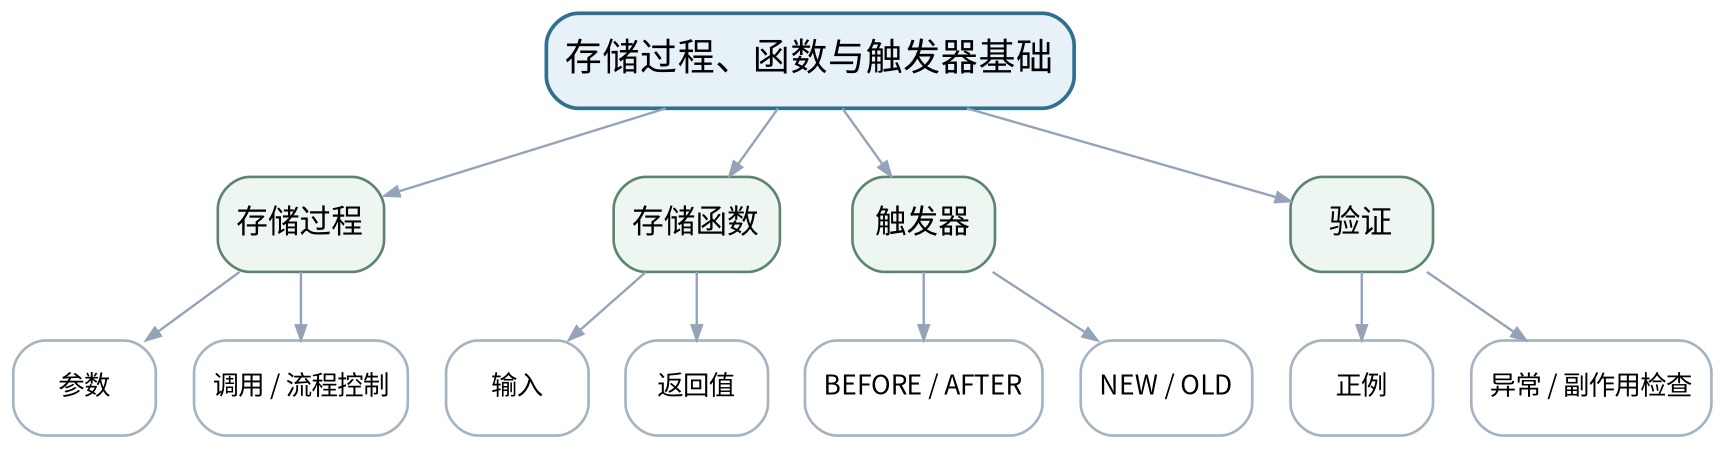 存储过程、函数与触发器基础
存储过程
存储函数
触发器
验证
参数
调用 / 流程控制
输入
返回值
BEFORE / AFTER
NEW / OLD
正例
异常 / 副作用检查